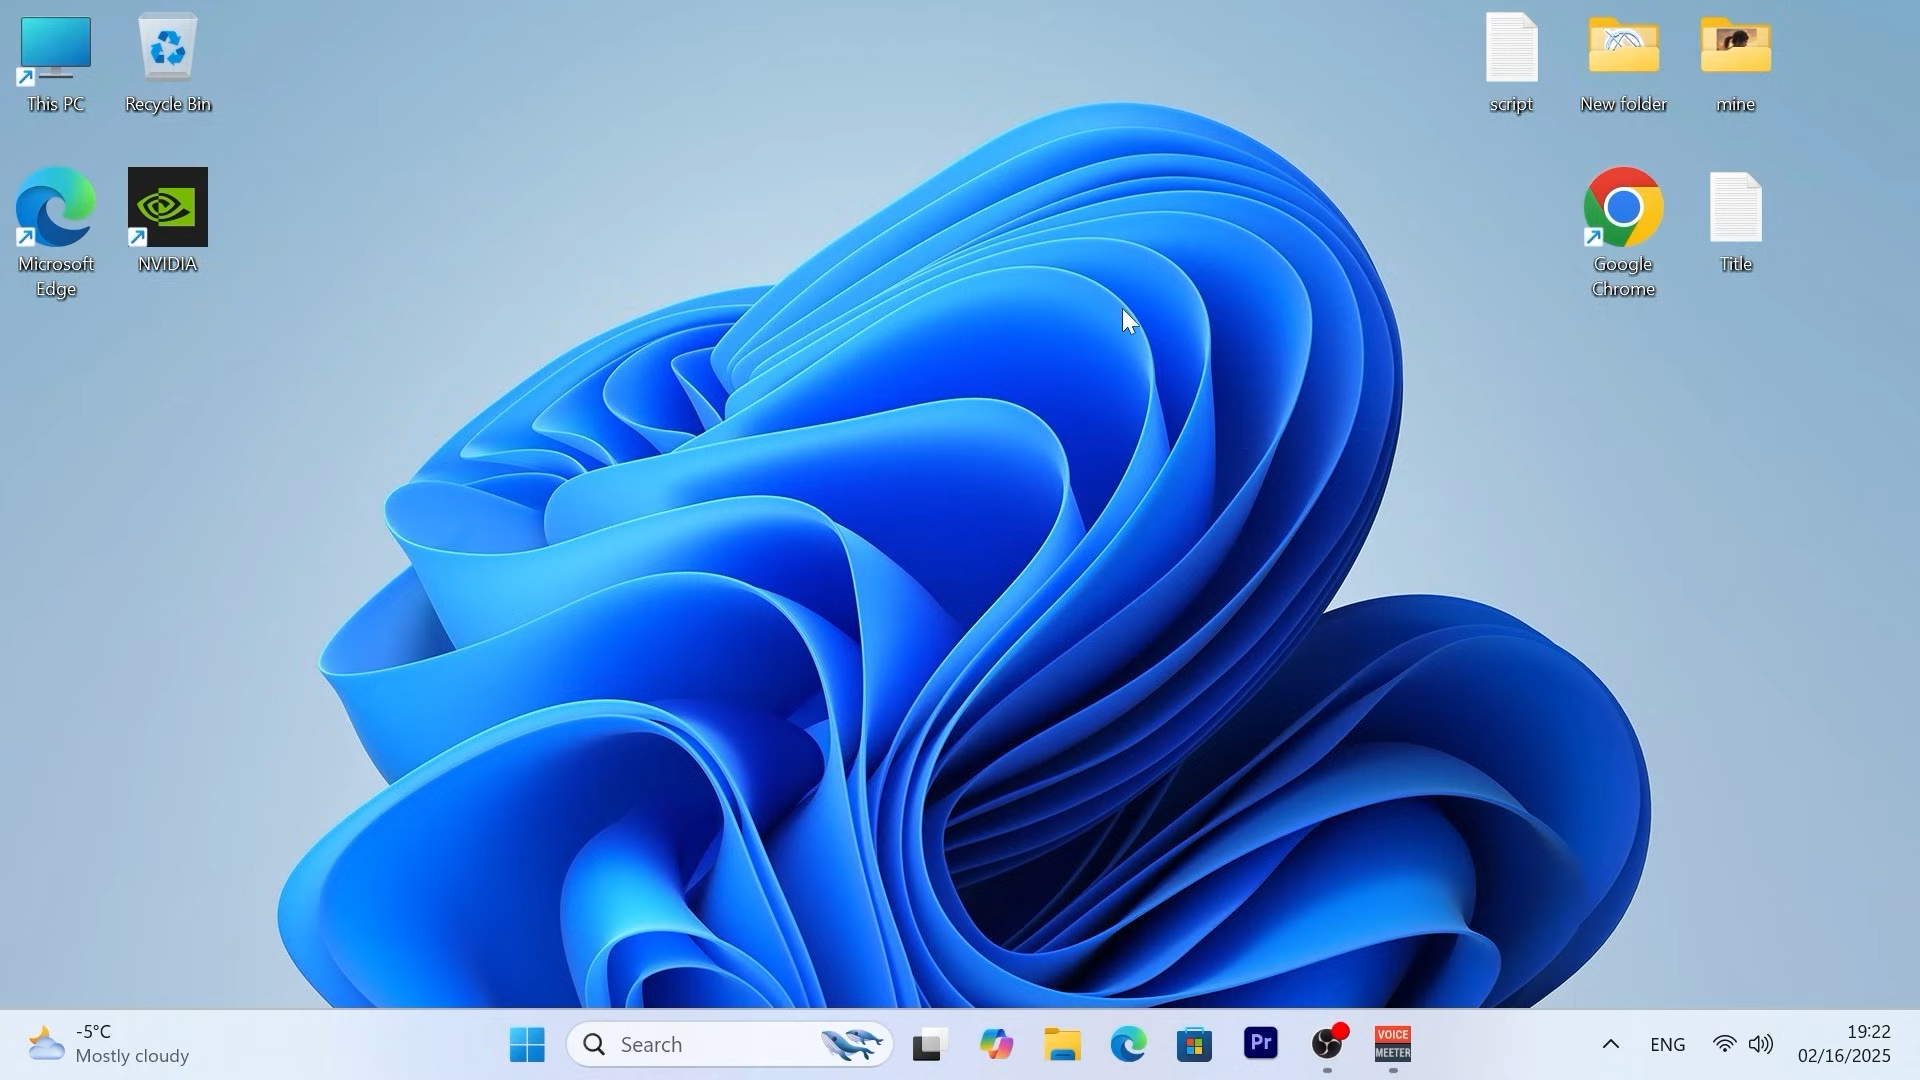 This PC
Recycle Bin
script
New folder
mine
Microsoft
Edge
NVIDIA
Google
Chrome
Title
-5°C
Mostly cloudy
Search
Pr
VOICE
MEETER
ENG
19:22
02/16/2025